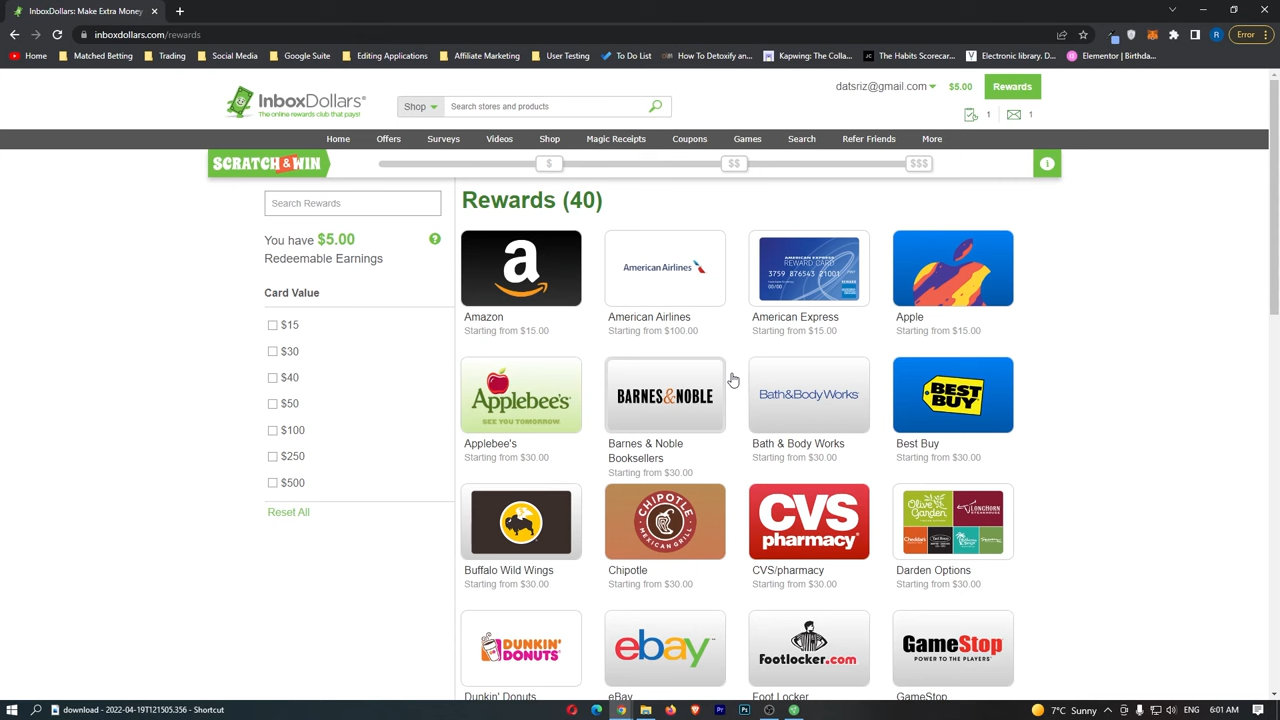 InboxDollars: Make Extra Money
inboxdollars.com/rewards
R
Error
Home
Matched Betting
Trading
Social Media
Google Suite
Editing Applications
Affiliate Marketing
User Testing
To Do List
How To Detoxify an...
Kapwing: The Colla...
The Habits Scorecar...
Electronic library. D...
Elementor | Birthda...
InboxDollars®
The online rewards club that pays!
Shop
Search stores and products
datsriz@gmail.com
$5.00
Rewards
1
1
Home
Offers
Surveys
Videos
Shop
Magic Receipts
Coupons
Games
Search
Refer Friends
More
SCRATCH & WIN
$
$$
$$$
Search Rewards
You have $5.00
Redeemable Earnings
Card Value
$15
$30
$40
$50
$100
$250
$500
Reset All
Rewards (40)
a
American Airlines
AMERICAN EXPRESS
REWARD CARD
3759 876543 21001
Amazon
Starting from $15.00
American Airlines
Starting from $100.00
American Express
Starting from $15.00
Apple
Starting from $15.00
Applebee's
SEE YOU TOMORROW.
BARNES&NOBLE
Bath&BodyWorks
BEST
BUY
Applebee's
Starting from $30.00
Barnes & Noble
Booksellers
Starting from $30.00
Bath & Body Works
Starting from $30.00
Best Buy
Starting from $30.00
CHIPOTLE
MEXICAN GRILL
CVS
pharmacy®
Olive
Garden
LONGHORN
STEAKHOUSE
Buffalo Wild Wings
Starting from $30.00
Chipotle
Starting from $30.00
CVS/pharmacy
Starting from $30.00
Darden Options
Starting from $30.00
DUNKIN'
DONUTS
ebay
Footlocker.com
GameStop
POWER TO THE PLAYERS
Dunkin' Donuts
eBay
Foot Locker
GameStop
download - 2022-04-19T121505.356 - Shortcut
7°C Sunny
6:01 AM